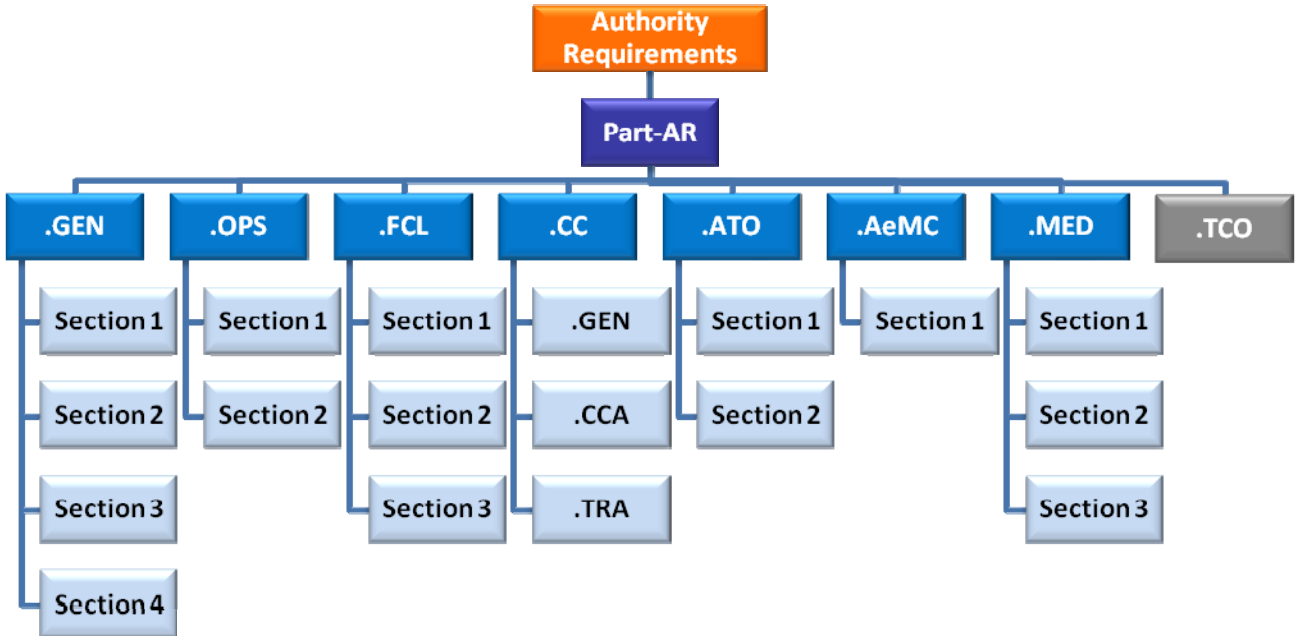 Authority
Requirements
Part-AR
.GEN
.OPS
.FCL
.CC
.ATO
.AeMC
.MED
.TCO
Section 1
Section 1
Section 1
.GEN
Section 1
Section 1
Section 1
Section 2
Section 2
Section 2
.CCA
Section 2
Section 2
Section 3
Section 3
.TRA
Section 3
Section 4